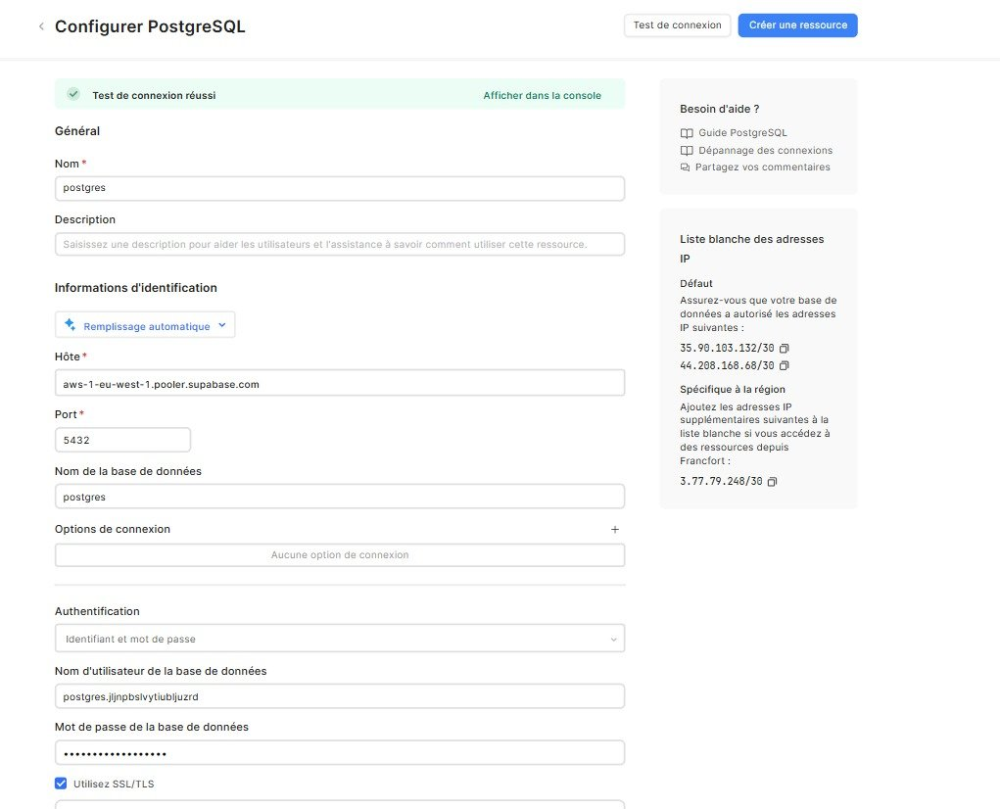 Configurer PostgreSQL
Test de connexion
Créer une ressource
Test de connexion réussi
Afficher dans la console
Général
Nom *
postgres
Description
Saisissez une description pour aider les utilisateurs et l'assistance à savoir comment utiliser cette ressource.
Informations d'identification
Remplissage automatique
Hôte *
aws-1-eu-west-1.pooler.supabase.com
Port *
5432
Nom de la base de données
postgres
Options de connexion
+
Aucune option de connexion
Authentification
Identifiant et mot de passe
Nom d'utilisateur de la base de données
postgres.jljnpbslvytiubljuzrd
Mot de passe de la base de données
•••••••••••••••••
Utilisez SSL/TLS
Besoin d'aide ?
Guide PostgreSQL
Dépannage des connexions
Partagez vos commentaires
Liste blanche des adresses
IP
Défaut
Assurez-vous que votre base de
données a autorisé les adresses
IP suivantes :
35.90.103.132/30
44.208.168.68/30
Spécifique à la région
Ajoutez les adresses IP
supplémentaires suivantes à la
liste blanche si vous accédez à
des ressources depuis
Francfort :
3.77.79.248/30